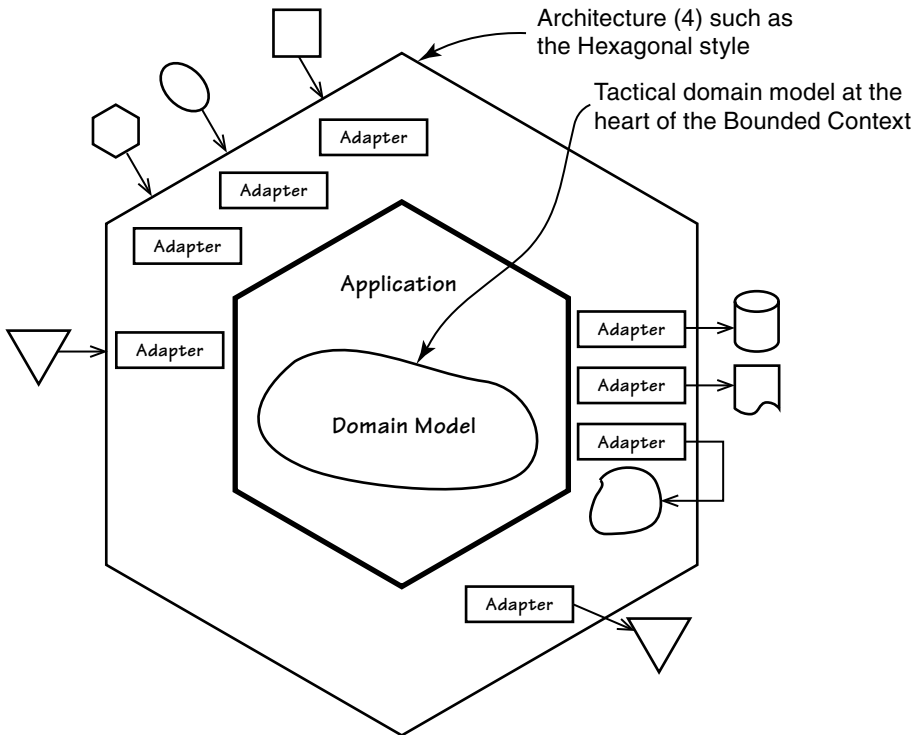 Architecture (4) such as
the Hexagonal style
Tactical domain model at the
heart of the Bounded Context
Adapter
Adapter
Adapter
Adapter
Application
Domain Model
Adapter
Adapter
Adapter
Adapter